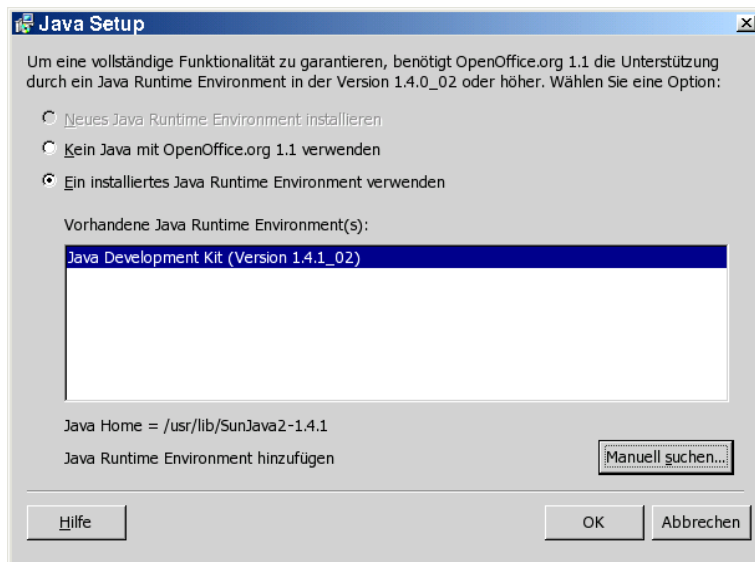 Java Setup
Um eine vollständige Funktionalität zu garantieren, benötigt OpenOffice.org 1.1 die Unterstützung
durch ein Java Runtime Environment in der Version 1.4.0_02 oder höher. Wählen Sie eine Option:
Neues Java Runtime Environment installieren
Kein Java mit OpenOffice.org 1.1 verwenden
Ein installiertes Java Runtime Environment verwenden
Vorhandene Java Runtime Environment(s):
Java Development Kit (Version 1.4.1_02)
Java Home = /usr/lib/SunJava2-1.4.1
Java Runtime Environment hinzufügen
Manuell suchen...
Hilfe
OK
Abbrechen